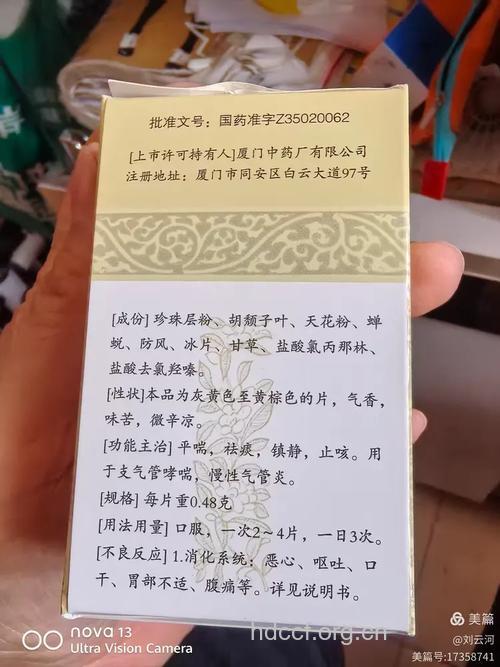 批准文号：国药准字Z35020062
[上市许可持有人]厦门中药厂有限公司
注册地址：厦门市同安区白云大道97号
[成份] 珍珠层粉、胡颓子叶、天花粉、蝉
蜕、防风、冰片、甘草、盐酸氯丙那林、
盐酸去氯羟嗪。
[性状]本品为灰黄色至黄棕色的片，气香，
味苦，微辛凉。
[功能主治] 平喘，祛痰，镇静，止咳。用
于支气管哮喘，慢性气管炎。
[规格] 每片重0.48克
[用法用量] 口服，一次2～4片，一日3次。
[不良反应] 1.消化系统：恶心、呕吐、口
干、胃部不适、腹痛等。详见说明书。
hdcct.org.cn
nova 13
Ultra Vision Camera
美篇
@刘云河
美篇号:17358741